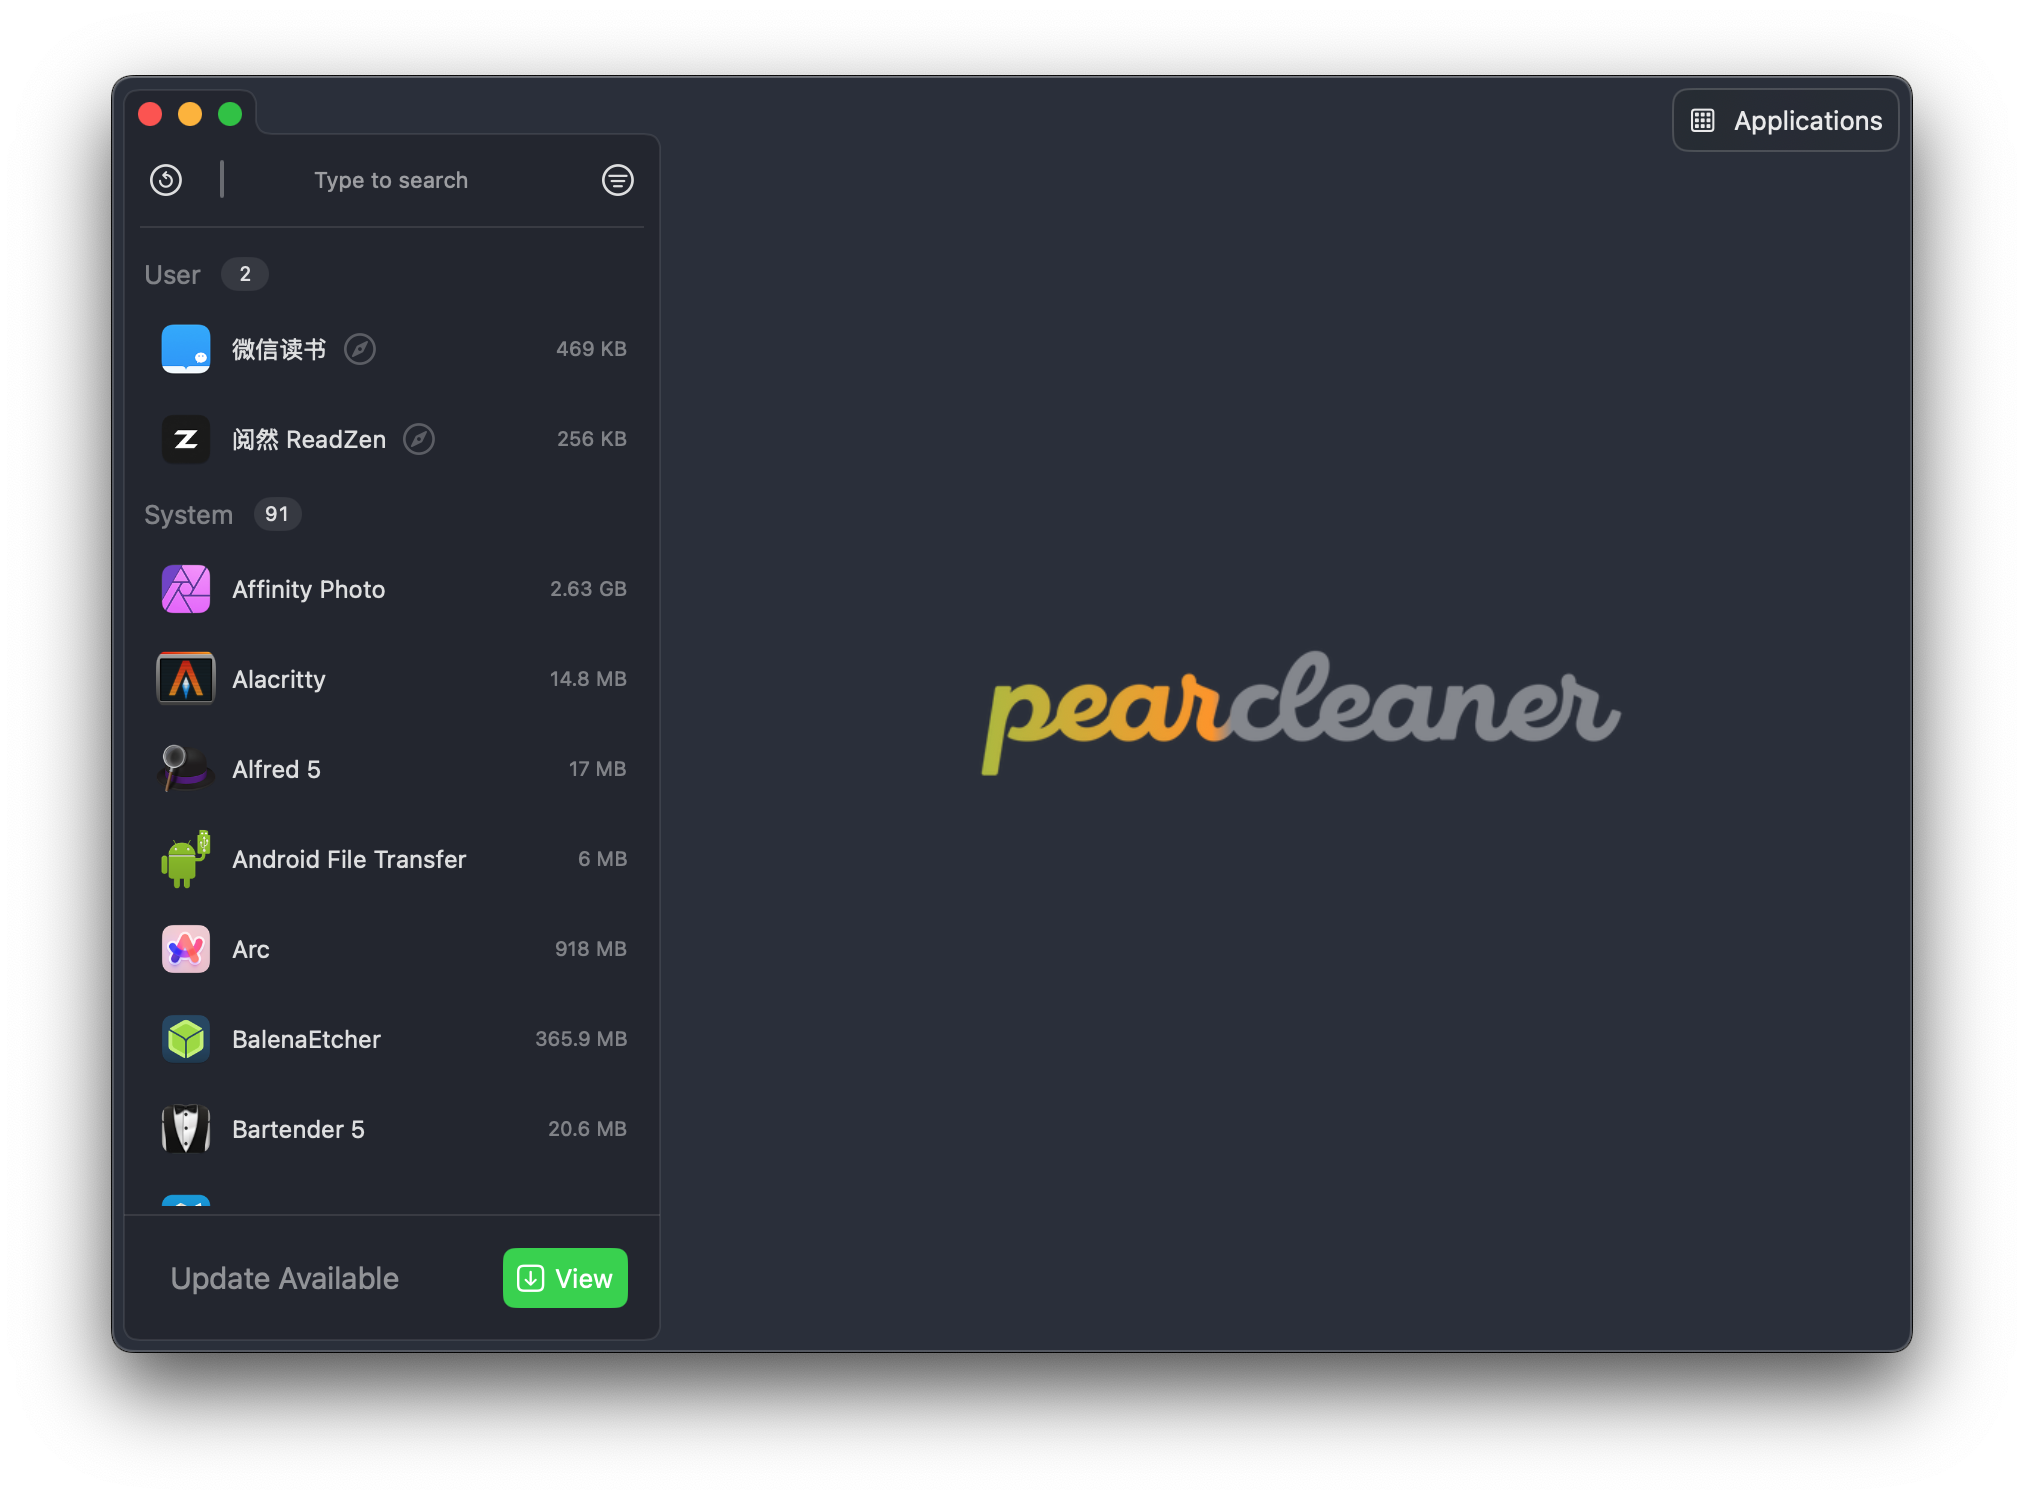 Applications
Type to search
User 2
微信读书 469 KB
阅然 ReadZen 256 KB
System 91
Affinity Photo 2.63 GB
Alacritty 14.8 MB
Alfred 5 17 MB
Android File Transfer 6 MB
Arc 918 MB
BalenaEtcher 365.9 MB
Bartender 5 20.6 MB
Update Available View
pearcleaner